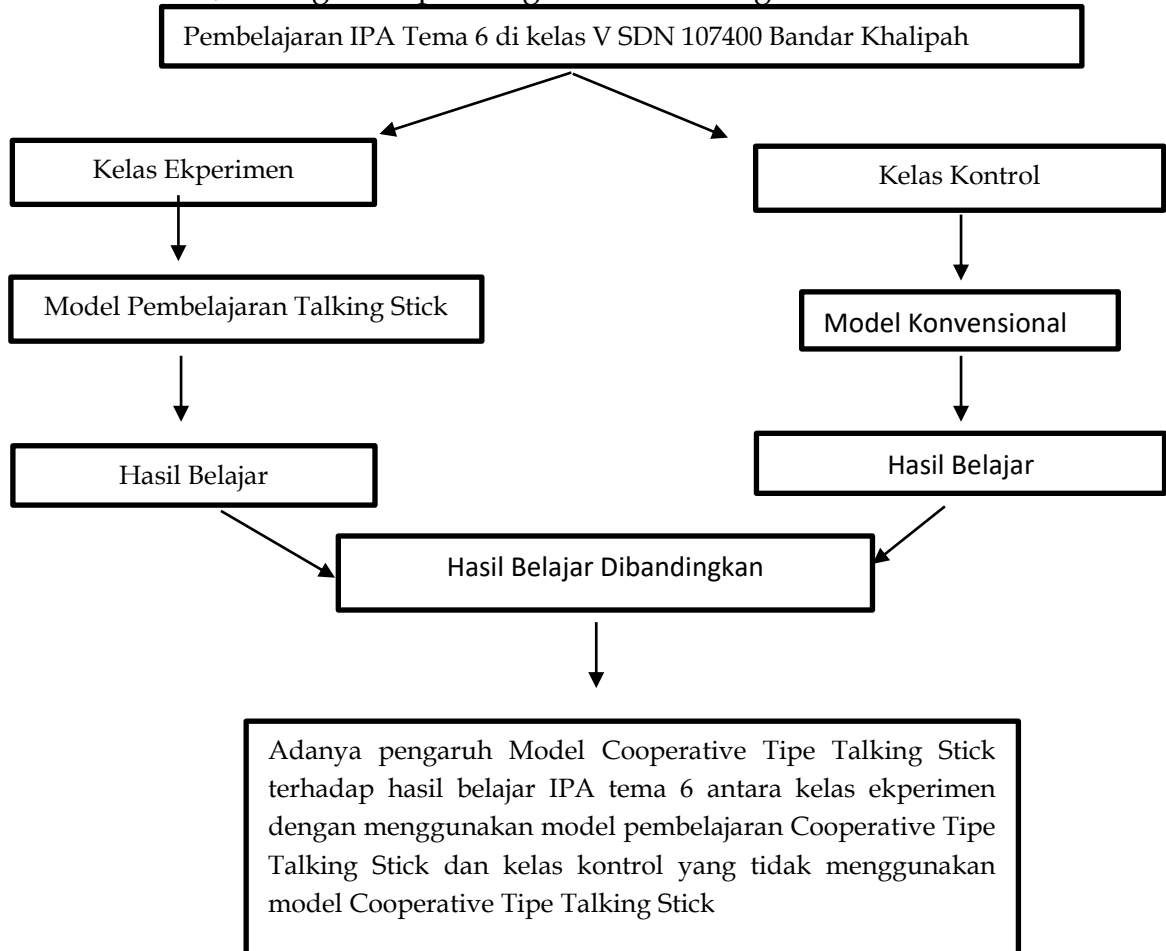 Pembelajaran IPA Tema 6 di kelas V SDN 107400 Bandar Khalipah
Kelas Ekperimen
Kelas Kontrol
Model Pembelajaran Talking Stick
Model Konvensional
Hasil Belajar
Hasil Belajar
Hasil Belajar Dibandingkan
Adanya pengaruh Model Cooperative Tipe Talking Stick
terhadap hasil belajar IPA tema 6 antara kelas ekperimen
dengan menggunakan model pembelajaran Cooperative Tipe
Talking Stick dan kelas kontrol yang tidak menggunakan
model Cooperative Tipe Talking Stick